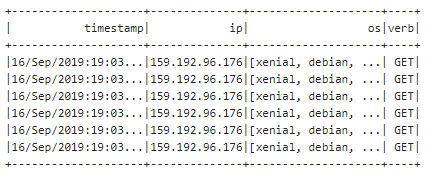 +--------------------+--------------+--------------------+----+
|           timestamp|            ip|                  os|verb|
+--------------------+--------------+--------------------+----+
|16/Sep/2019:19:03...|159.192.96.176|[xenial, debian, ...| GET|
|16/Sep/2019:19:03...|159.192.96.176|[xenial, debian, ...| GET|
|16/Sep/2019:19:03...|159.192.96.176|[xenial, debian, ...| GET|
|16/Sep/2019:19:03...|159.192.96.176|[xenial, debian, ...| GET|
|16/Sep/2019:19:03...|159.192.96.176|[xenial, debian, ...| GET|
|16/Sep/2019:19:03...|159.192.96.176|[xenial, debian, ...| GET|
+--------------------+--------------+--------------------+----+